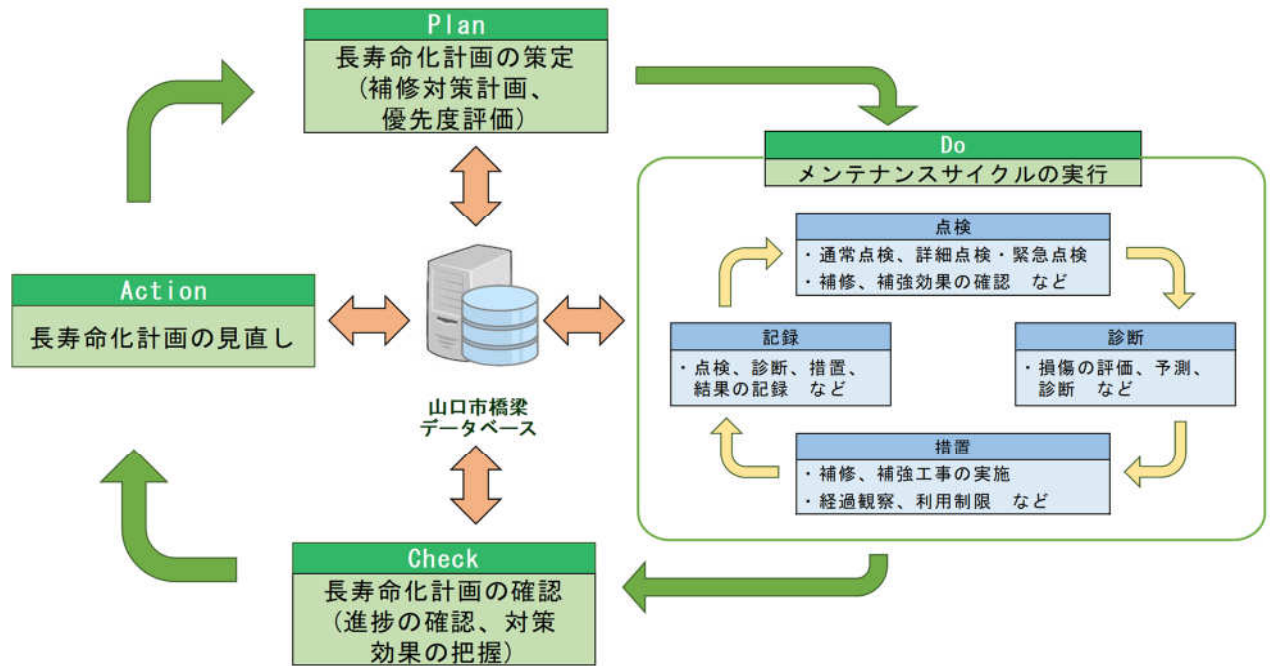 Plan
長寿命化計画の策定
(補修対策計画、
優先度評価)
Do
メンテナンスサイクルの実行
点検
・通常点検、詳細点検・緊急点検
・補修、補強効果の確認　など
診断
・損傷の評価、予測、
診断　など
措置
・補修、補強工事の実施
・経過観察、利用制限　など
記録
・点検、診断、措置、
結果の記録　など
Check
長寿命化計画の確認
(進捗の確認、対策
効果の把握)
Action
長寿命化計画の見直し
山口市橋梁
データベース